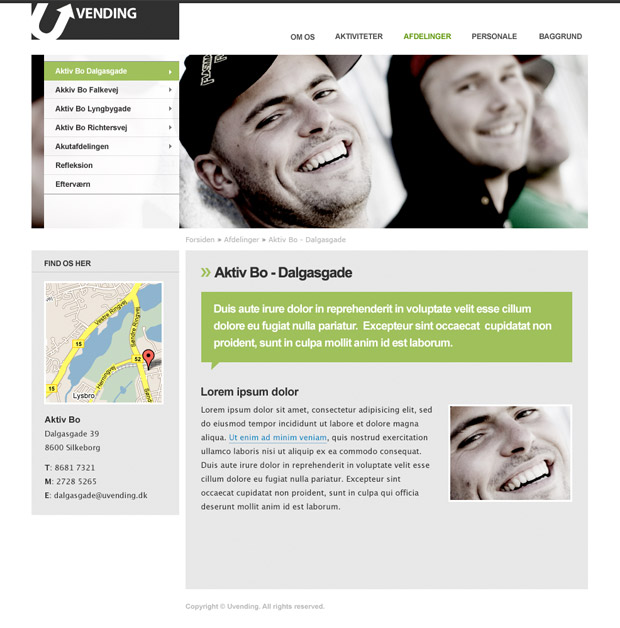 VENDING
OM OS
AKTIVITETER
AFDELINGER
PERSONALE
BAGGRUND
Aktiv Bo Dalgasgade
Akkiv Bo Falkevej
Aktiv Bo Lyngbygade
Aktiv Bo Richtersvej
Akutafdelingen
Refleksion
Efterværn
Forsiden » Afdelinger » Aktiv Bo - Dalgasgade
FIND OS HER
Vestre Ringvej
Søndre Ringvej
15
52
Herningvej
Lysbro
15
Aktiv Bo
Dalgasgade 39
8600 Silkeborg
T: 8681 7321
M: 2728 5265
E: dalgasgade@uvending.dk
Aktiv Bo - Dalgasgade
Duis aute irure dolor in reprehenderit in voluptate velit esse cillum
dolore eu fugiat nulla pariatur. Excepteur sint occaecat cupidatat non
proident, sunt in culpa mollit anim id est laborum.
Lorem ipsum dolor
Lorem ipsum dolor sit amet, consectetur adipisicing elit, sed
do eiusmod tempor incididunt ut labore et dolore magna
aliqua. Ut enim ad minim veniam, quis nostrud exercitation
ullamco laboris nisi ut aliquip ex ea commodo consequat.
Duis aute irure dolor in reprehenderit in voluptate velit esse
cillum dolore eu fugiat nulla pariatur. Excepteur sint
occaecat cupidatat non proident, sunt in culpa qui officia
deserunt mollit anim id est laborum.
Copyright © Uvending. All rights reserved.